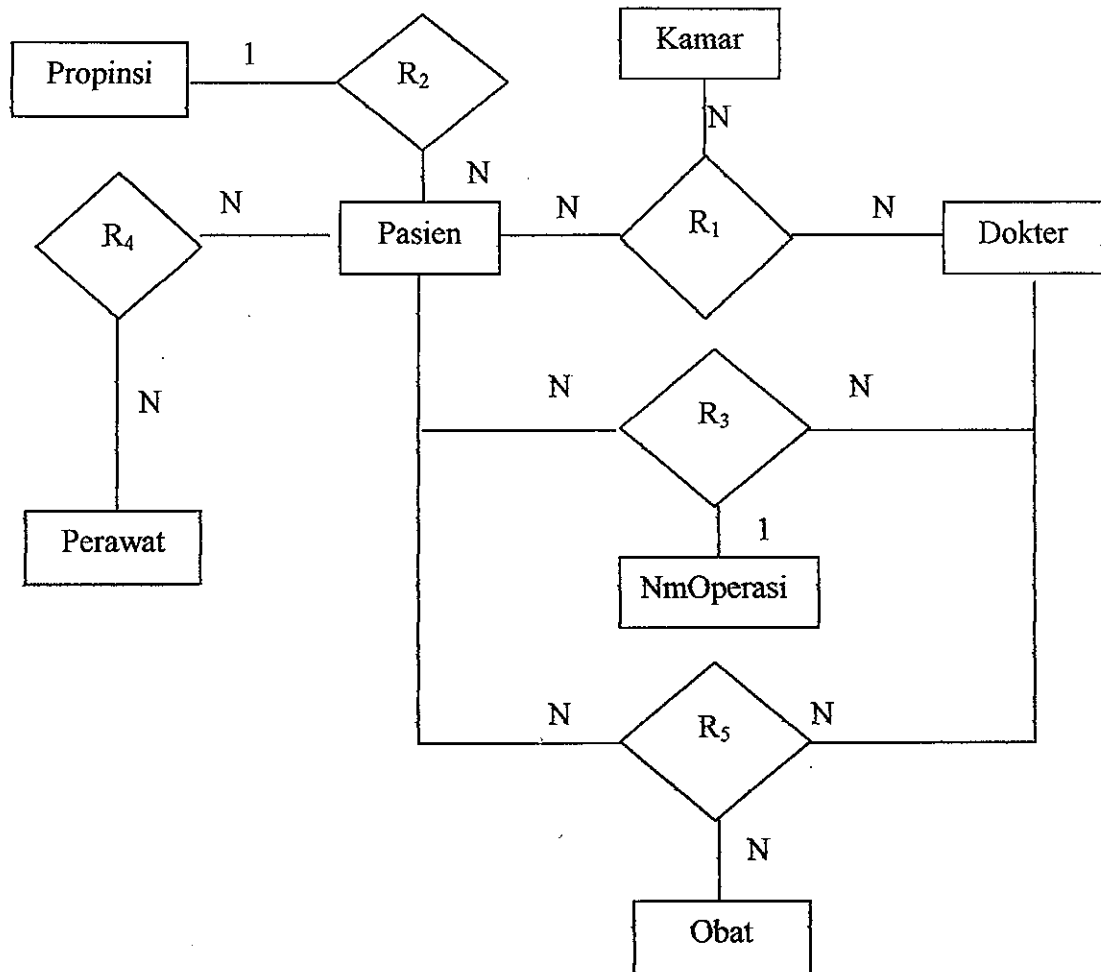 Kamar
1
Propinsi
R₂
N
N
N
N
N
R₄
Pasien
R₁
Dokter
N
N
N
R₃
Perawat
1
NmOperasi
N
N
R₅
N
Obat